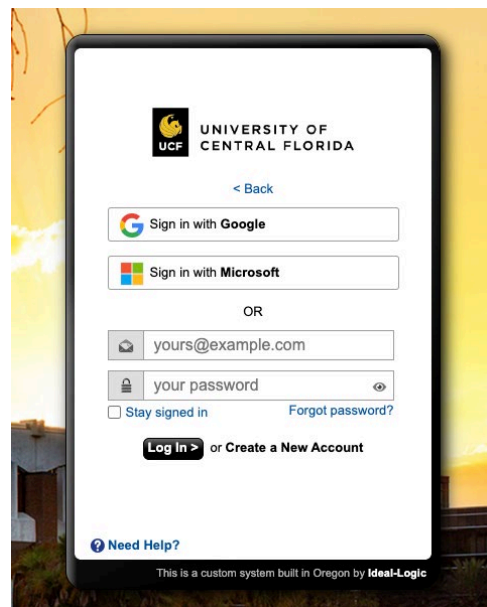 UCF
UNIVERSITY OF
CENTRAL FLORIDA
< Back
Sign in with Google
Sign in with Microsoft
OR
yours@example.com
your password
Stay signed in Forgot password?
Log In > or Create a New Account
Need Help?
This is a custom system built in Oregon by Ideal-Logic